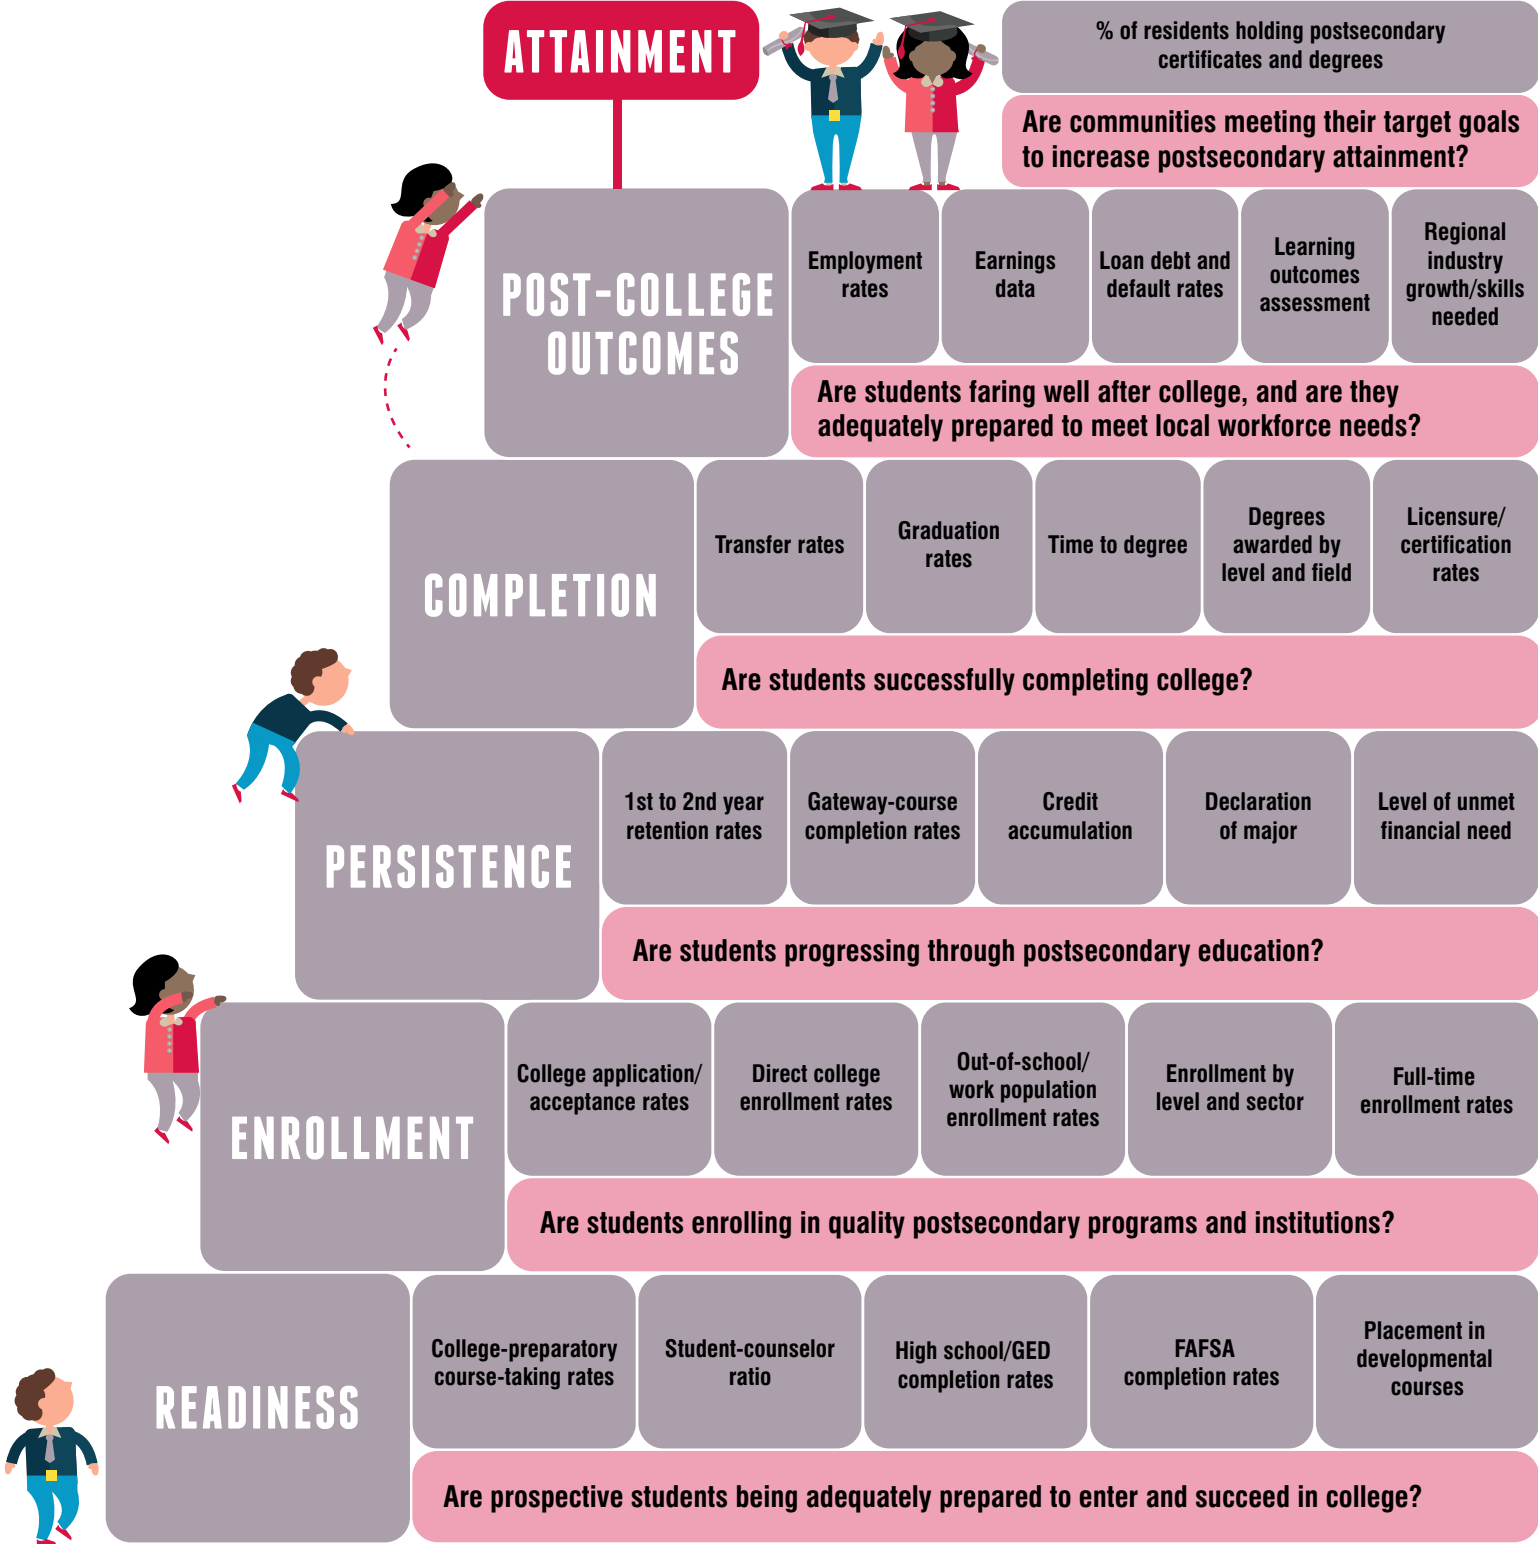 ATTAINMENT
% of residents holding postsecondary
certificates and degrees
Are communities meeting their target goals
to increase postsecondary attainment?
POST-COLLEGE
OUTCOMES
Employment
rates
Earnings
data
Loan debt and
default rates
Learning
outcomes
assessment
Regional
industry
growth/skills
needed
Are students faring well after college, and are they
adequately prepared to meet local workforce needs?
COMPLETION
Transfer rates
Graduation
rates
Time to degree
Degrees
awarded by
level and field
Licensure/
certification
rates
Are students successfully completing college?
PERSISTENCE
1st to 2nd year
retention rates
Gateway-course
completion rates
Credit
accumulation
Declaration
of major
Level of unmet
financial need
Are students progressing through postsecondary education?
ENROLLMENT
College application/
acceptance rates
Direct college
enrollment rates
Out-of-school/
work population
enrollment rates
Enrollment by
level and sector
Full-time
enrollment rates
Are students enrolling in quality postsecondary programs and institutions?
READINESS
College-preparatory
course-taking rates
Student-counselor
ratio
High school/GED
completion rates
FAFSA
completion rates
Placement in
developmental
courses
Are prospective students being adequately prepared to enter and succeed in college?